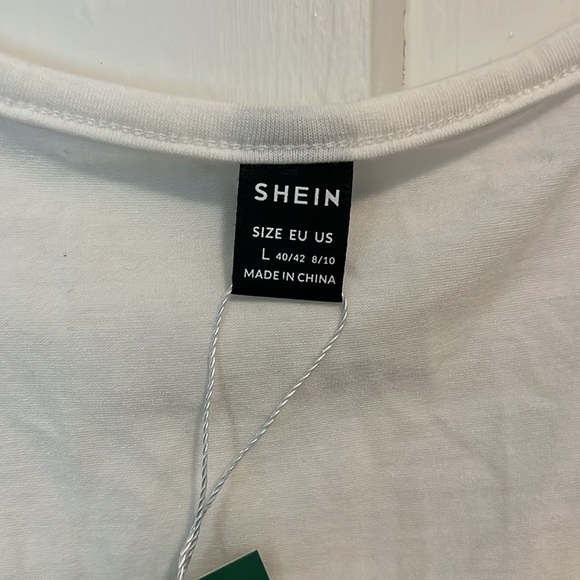 SHEIN
SIZE EU US
L 40/42 8/10
MADE IN CHINA